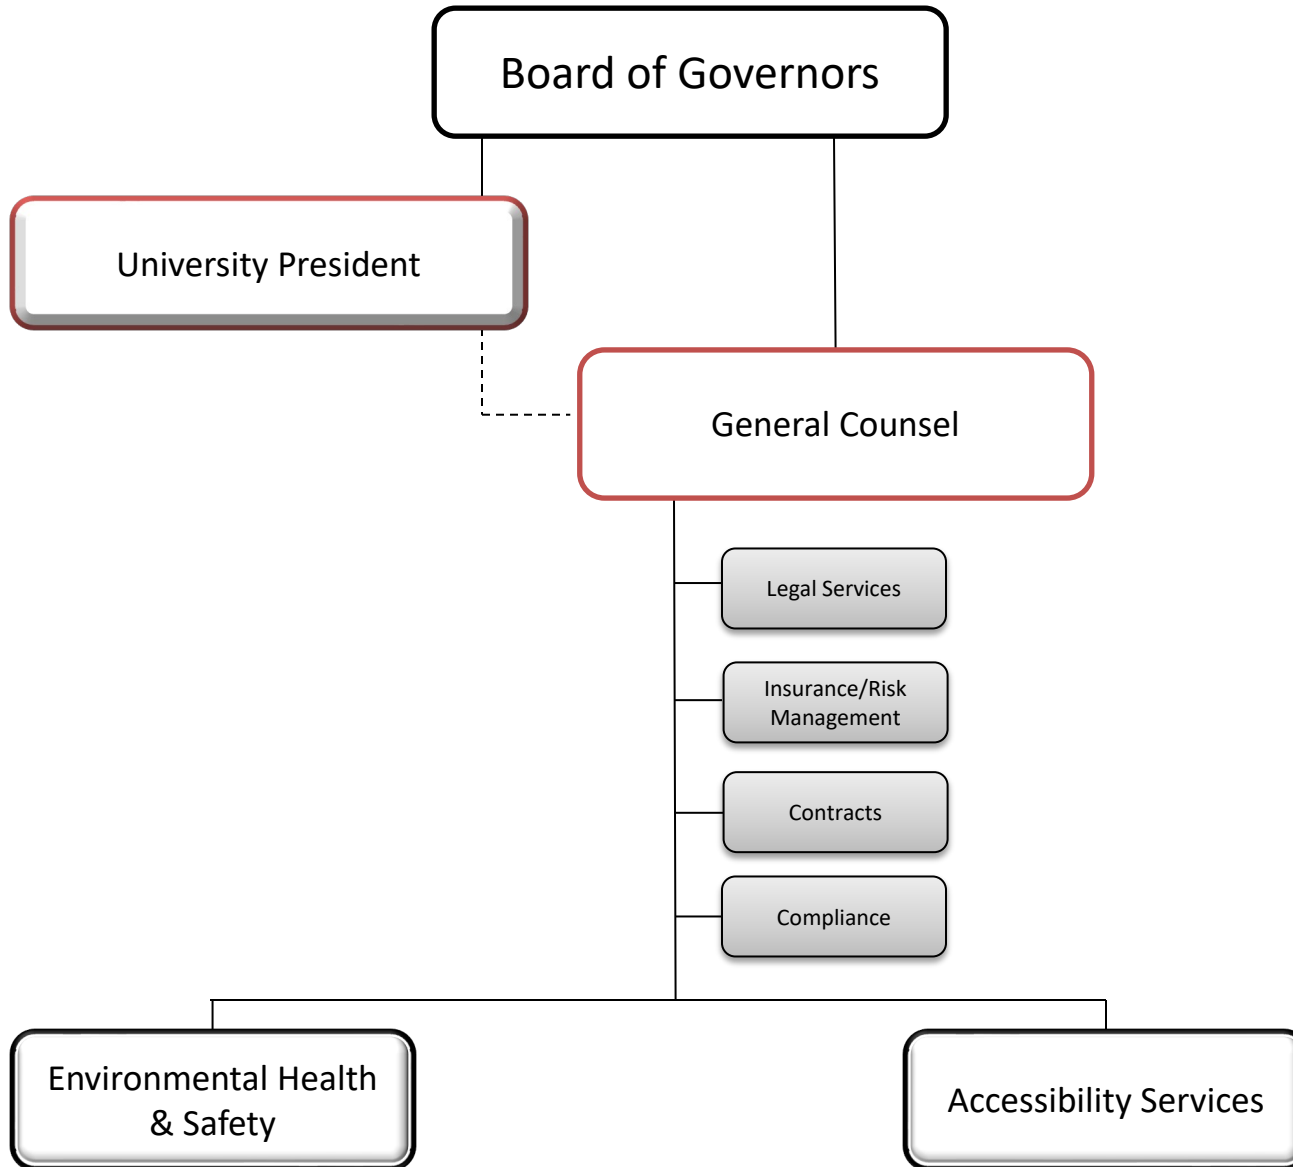 Board of Governors
University President
General Counsel
Legal Services
Insurance/Risk
Management
Contracts
Compliance
Environmental Health
& Safety
Accessibility Services